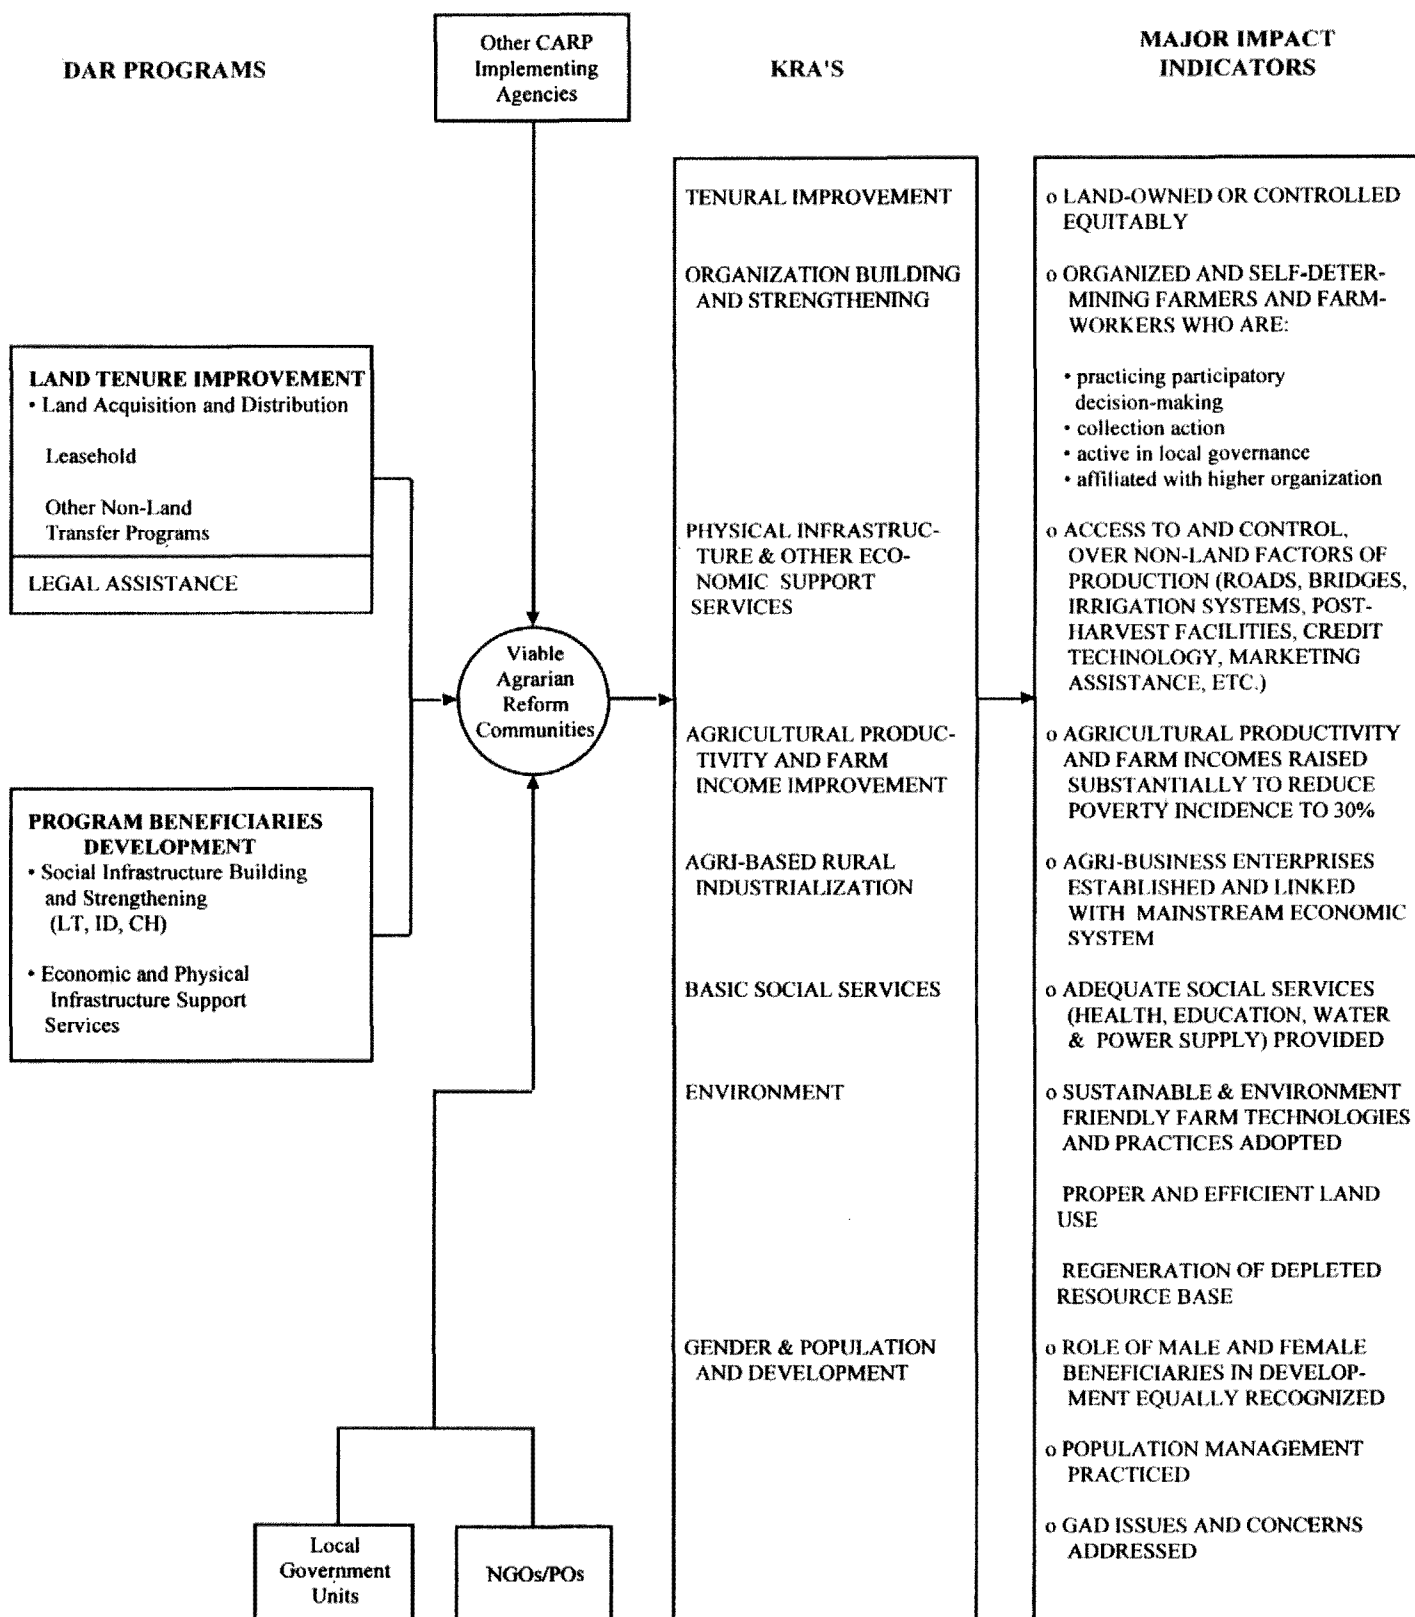 DAR PROGRAMS
Other CARP
Implementing
Agencies
KRA'S
MAJOR IMPACT
INDICATORS
LAND TENURE IMPROVEMENT
• Land Acquisition and Distribution
Leasehold
Other Non-Land
Transfer Programs
LEGAL ASSISTANCE
PROGRAM BENEFICIARIES
DEVELOPMENT
• Social Infrastructure Building
and Strengthening
(LT, ID, CH)
• Economic and Physical
Infrastructure Support
Services
Viable
Agrarian
Reform
Communities
Local
Government
Units
NGOs/POs
TENURAL IMPROVEMENT
ORGANIZATION BUILDING
AND STRENGTHENING
PHYSICAL INFRASTRUC-
TURE & OTHER ECO-
NOMIC SUPPORT
SERVICES
AGRICULTURAL PRODUC-
TIVITY AND FARM
INCOME IMPROVEMENT
AGRI-BASED RURAL
INDUSTRIALIZATION
BASIC SOCIAL SERVICES
ENVIRONMENT
GENDER & POPULATION
AND DEVELOPMENT
o LAND-OWNED OR CONTROLLED
EQUITABLY
o ORGANIZED AND SELF-DETER-
MINING FARMERS AND FARM-
WORKERS WHO ARE:
• practicing participatory
decision-making
• collection action
• active in local governance
• affiliated with higher organization
o ACCESS TO AND CONTROL,
OVER NON-LAND FACTORS OF
PRODUCTION (ROADS, BRIDGES,
IRRIGATION SYSTEMS, POST-
HARVEST FACILITIES, CREDIT
TECHNOLOGY, MARKETING
ASSISTANCE, ETC.)
o AGRICULTURAL PRODUCTIVITY
AND FARM INCOMES RAISED
SUBSTANTIALLY TO REDUCE
POVERTY INCIDENCE TO 30%
o AGRI-BUSINESS ENTERPRISES
ESTABLISHED AND LINKED
WITH MAINSTREAM ECONOMIC
SYSTEM
o ADEQUATE SOCIAL SERVICES
(HEALTH, EDUCATION, WATER
& POWER SUPPLY) PROVIDED
o SUSTAINABLE & ENVIRONMENT
FRIENDLY FARM TECHNOLOGIES
AND PRACTICES ADOPTED
PROPER AND EFFICIENT LAND
USE
REGENERATION OF DEPLETED
RESOURCE BASE
o ROLE OF MALE AND FEMALE
BENEFICIARIES IN DEVELOP-
MENT EQUALLY RECOGNIZED
o POPULATION MANAGEMENT
PRACTICED
o GAD ISSUES AND CONCERNS
ADDRESSED